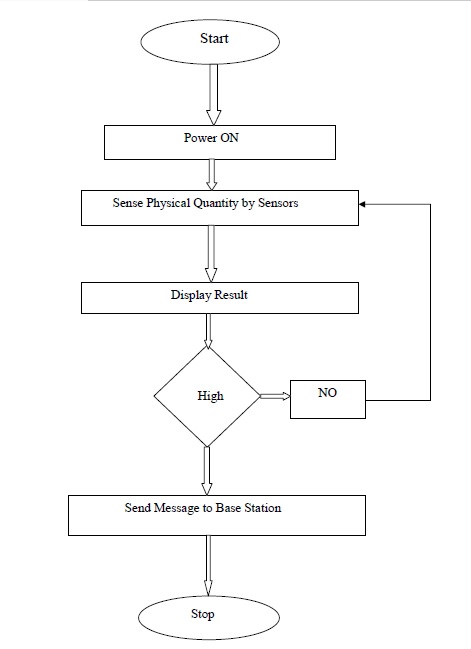 Start
Power ON
Sense Physical Quantity by Sensors
Display Result
High
NO
Send Message to Base Station
Stop